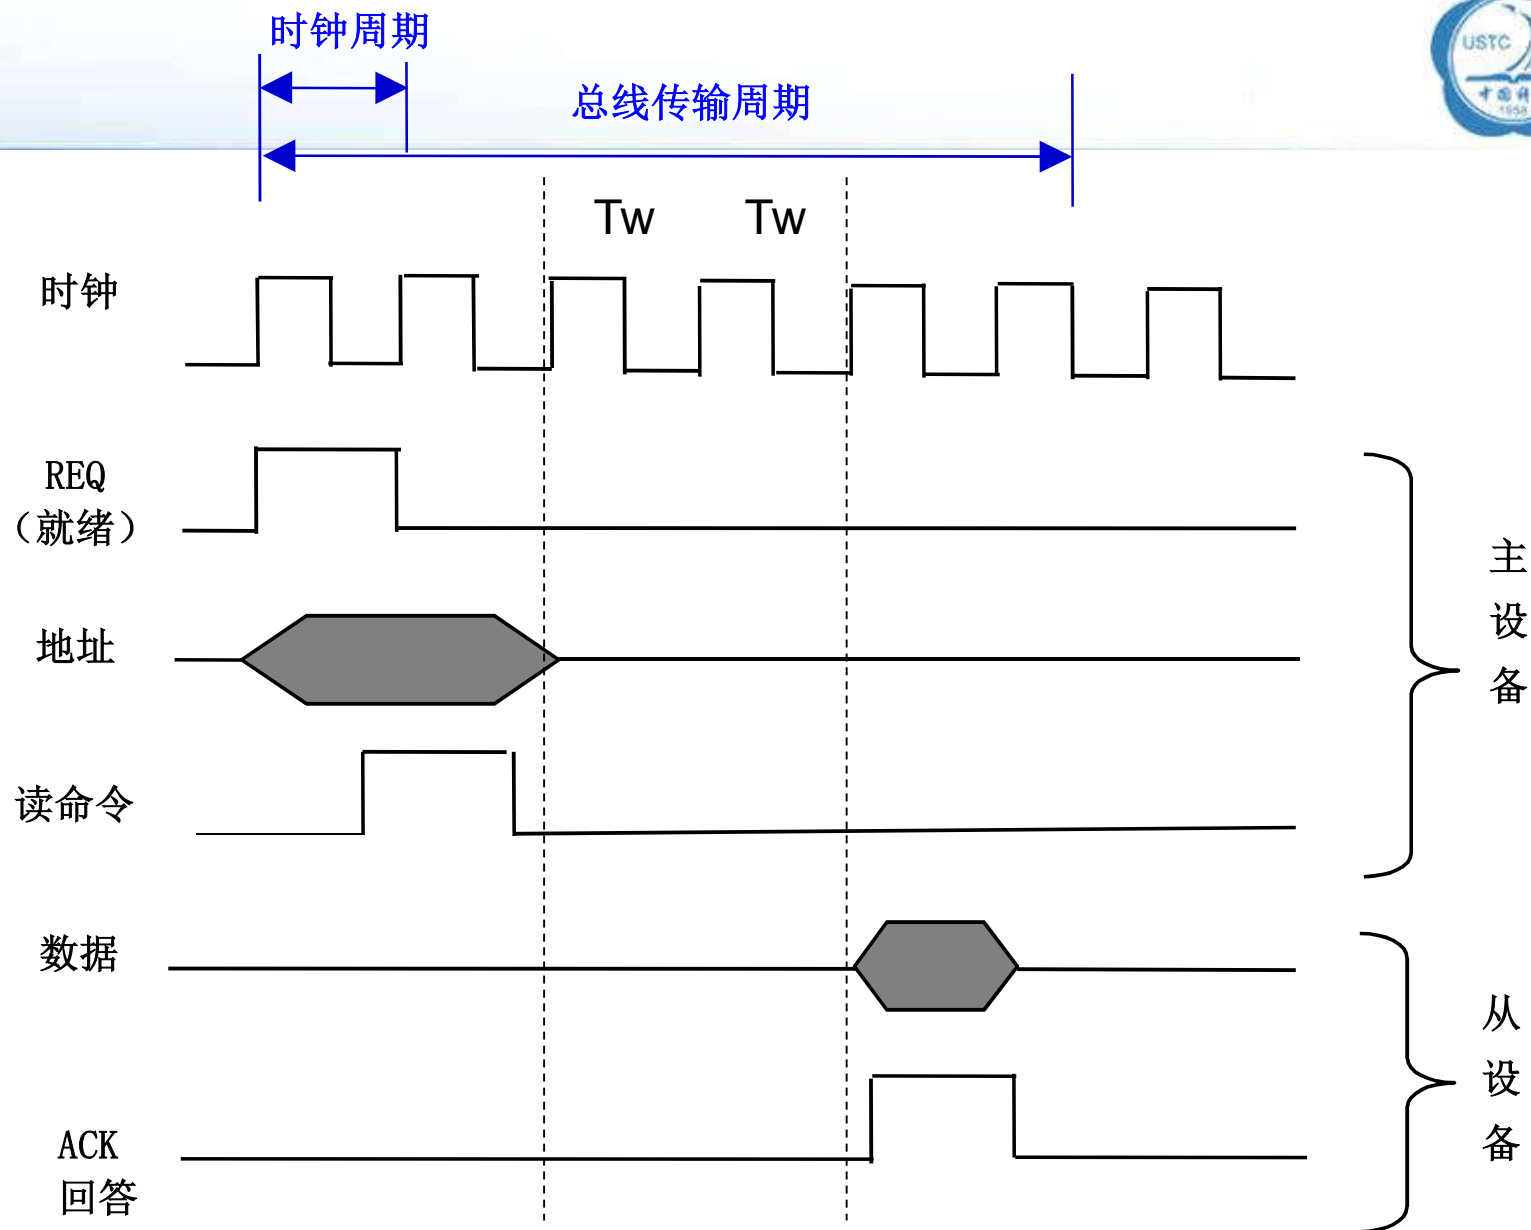 时钟周期
USTC
1958
总线传输周期
Tw Tw
时钟
REQ
（就绪）
地址
读命令
数据
ACK
回答
主设备
从设备